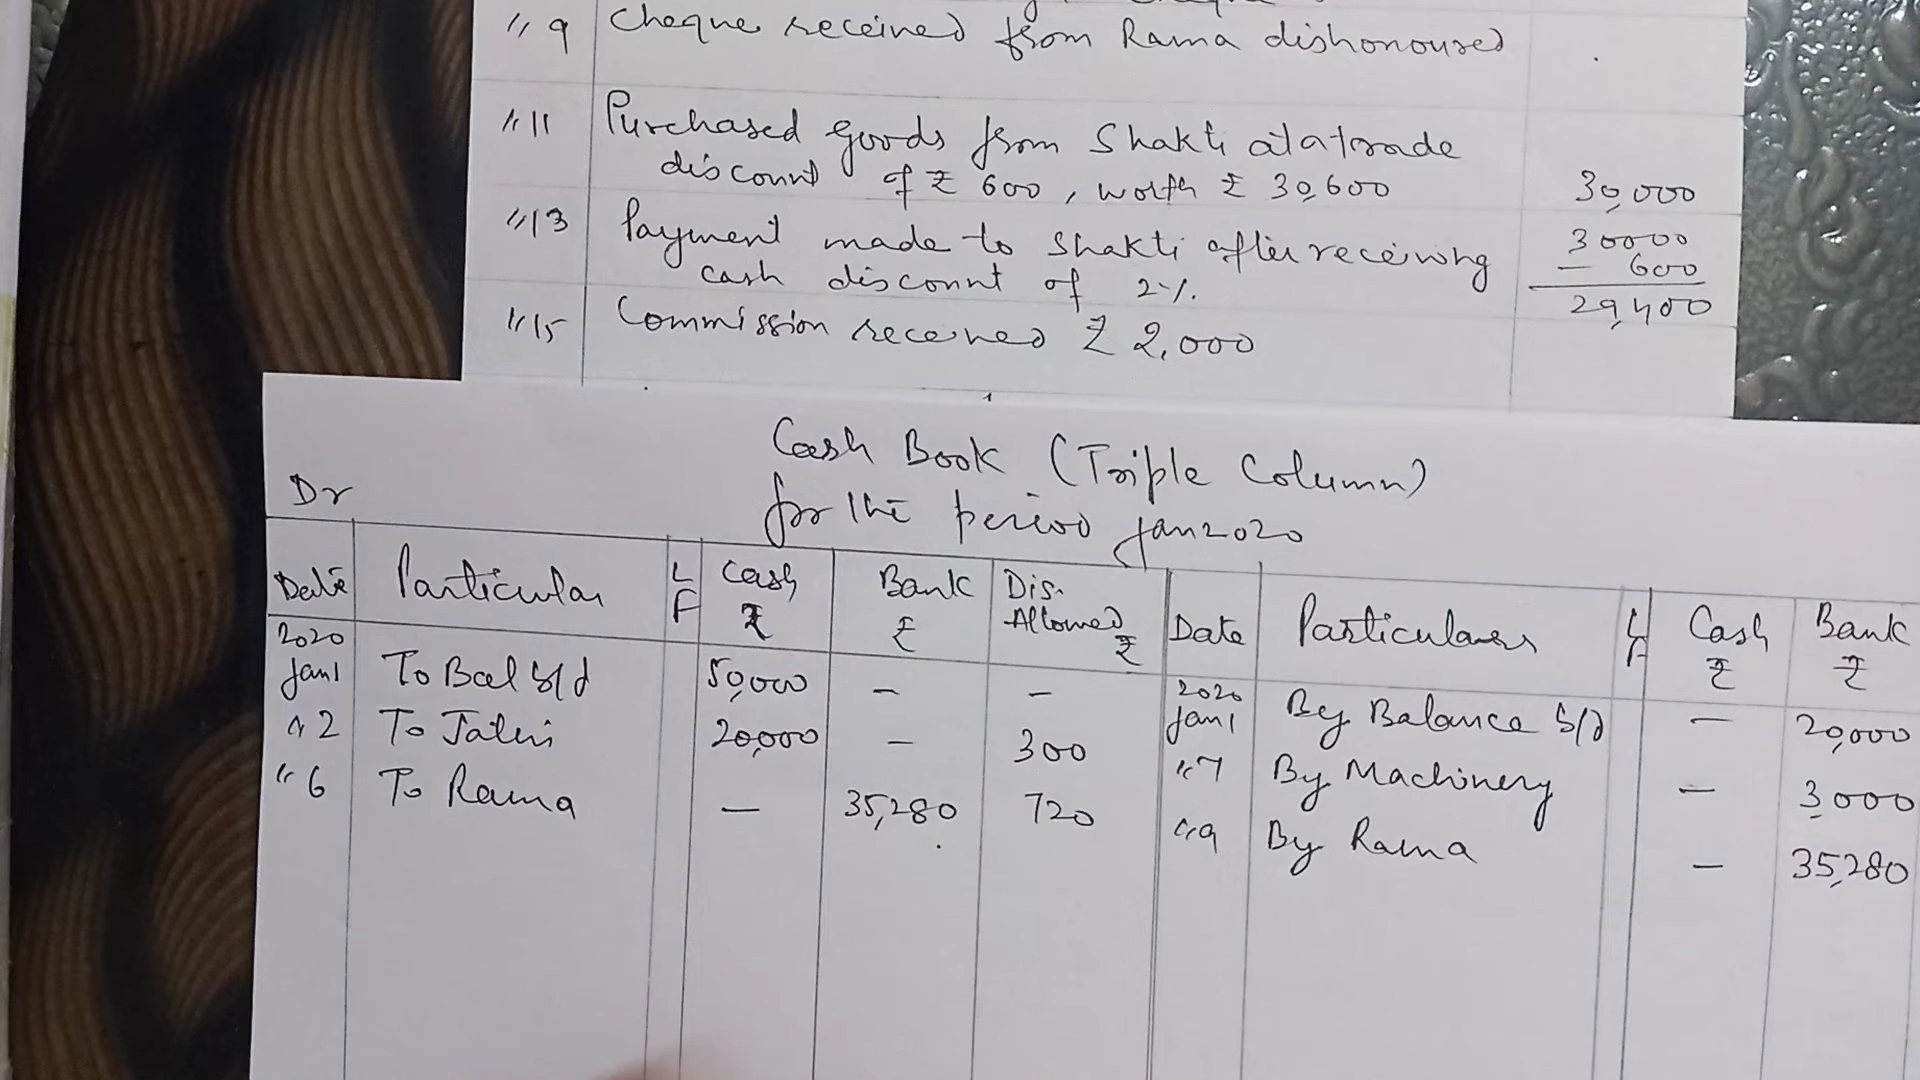 〃 9 Cheque received from Rama dishonoured
〃 11 Purchased goods from Shakti at a trade
discount of ₹ 600, worth ₹ 30,600 30,000
〃 13 Payment made to Shakti after receiving 30000
cash discount of 2% – 600
29,400
〃 15 Commission received ₹ 2,000
Cash Book (Triple Column)
Dr for the period Jan 2020
Date Particular LF Cash ₹ Bank ₹ Dis. Allowed ₹ Date Particulars LF Cash ₹ Bank ₹
2020 2020
Jan 1 To Bal b/d 50,000 – – Jan 1 By Balance b/d – 20,000
〃 2 To Jatin 20,000 – 300 〃 7 By Machinery – 3,000
〃 6 To Rama – 35,280 720 〃 9 By Rama – 35,280